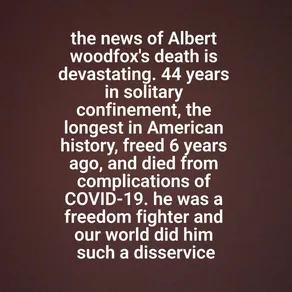 the news of Albert
woodfox's death is
devastating. 44 years
in solitary
confinement, the
longest in American
history, freed 6 years
ago, and died from
complications of
COVID-19. he was a
freedom fighter and
our world did him
such a disservice